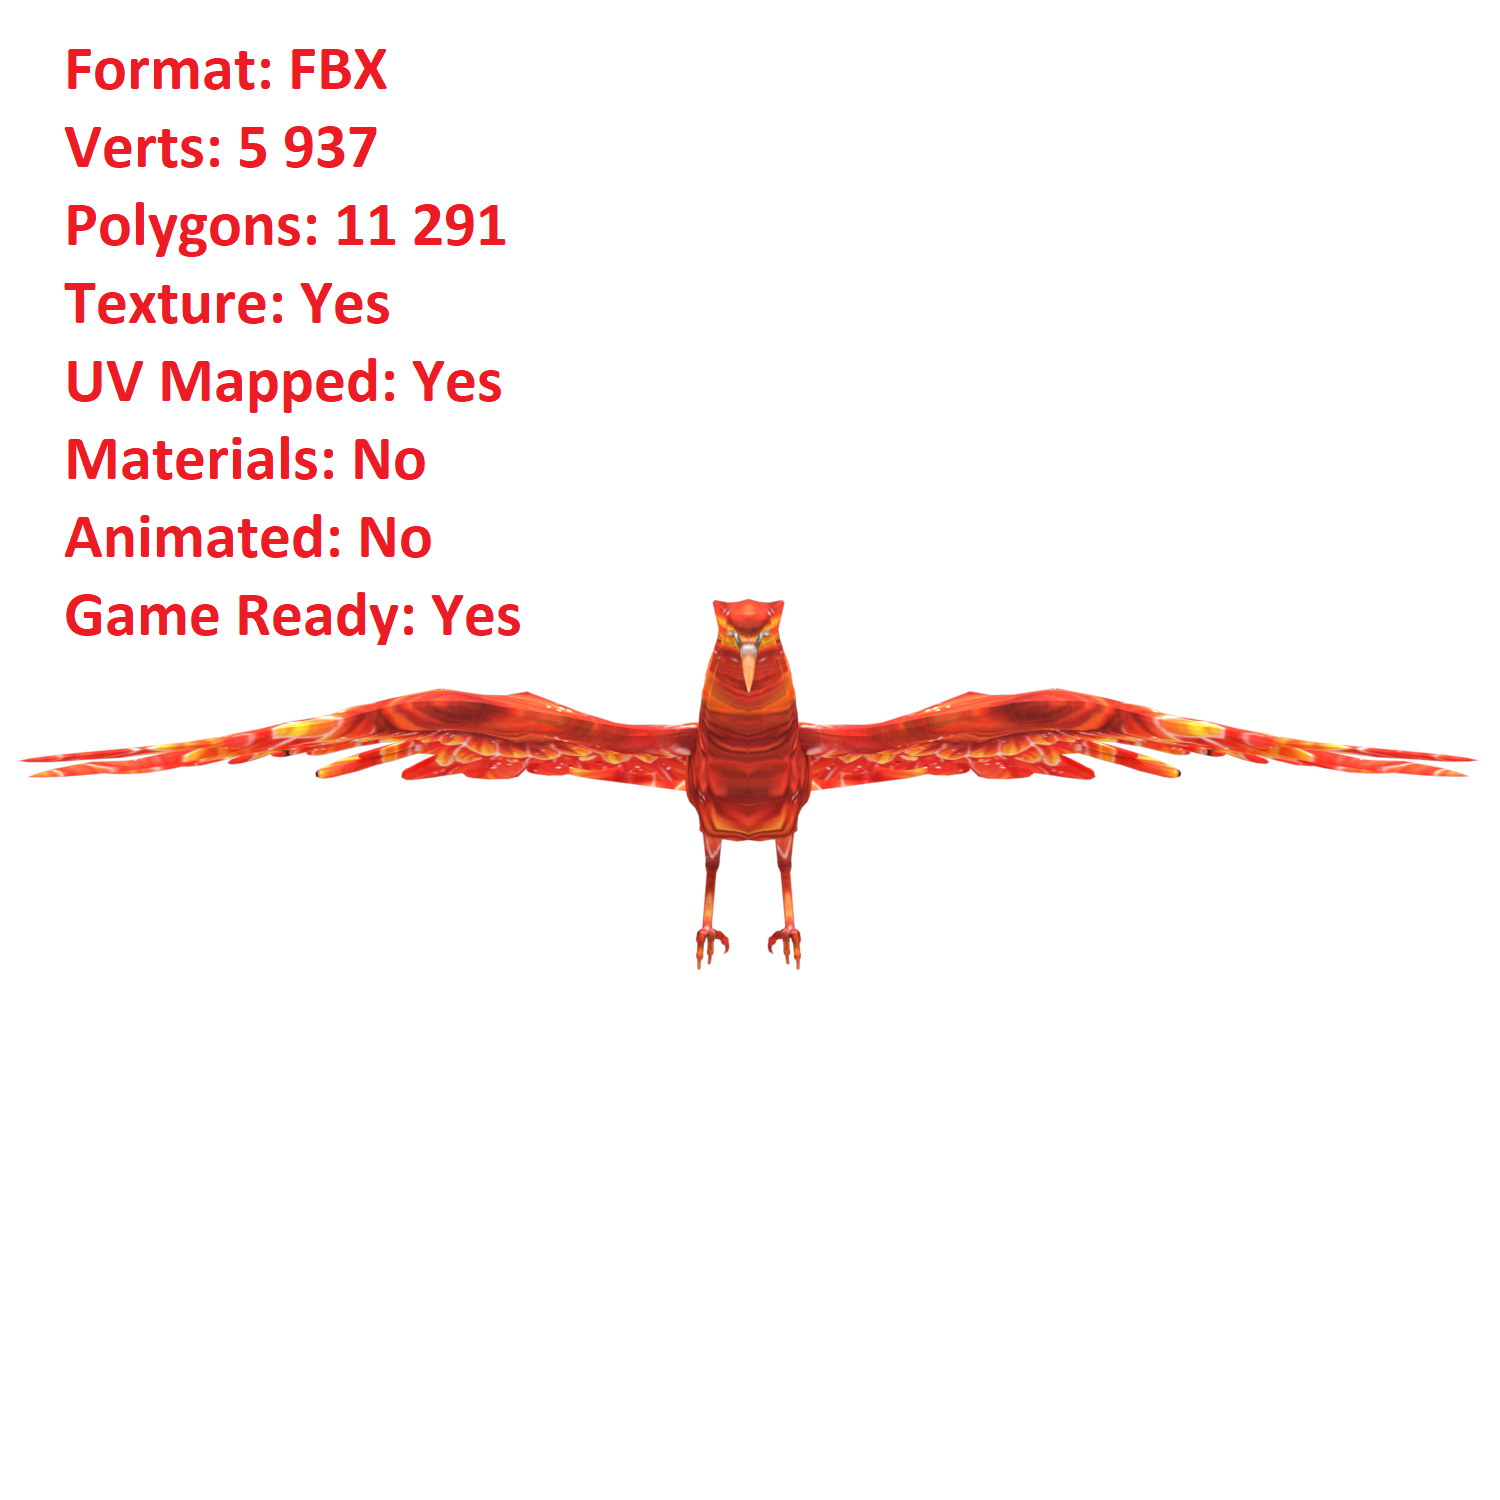 Format: FBX
Verts: 5 937
Polygons: 11 291
Texture: Yes
UV Mapped: Yes
Materials: No
Animated: No
Game Ready: Yes